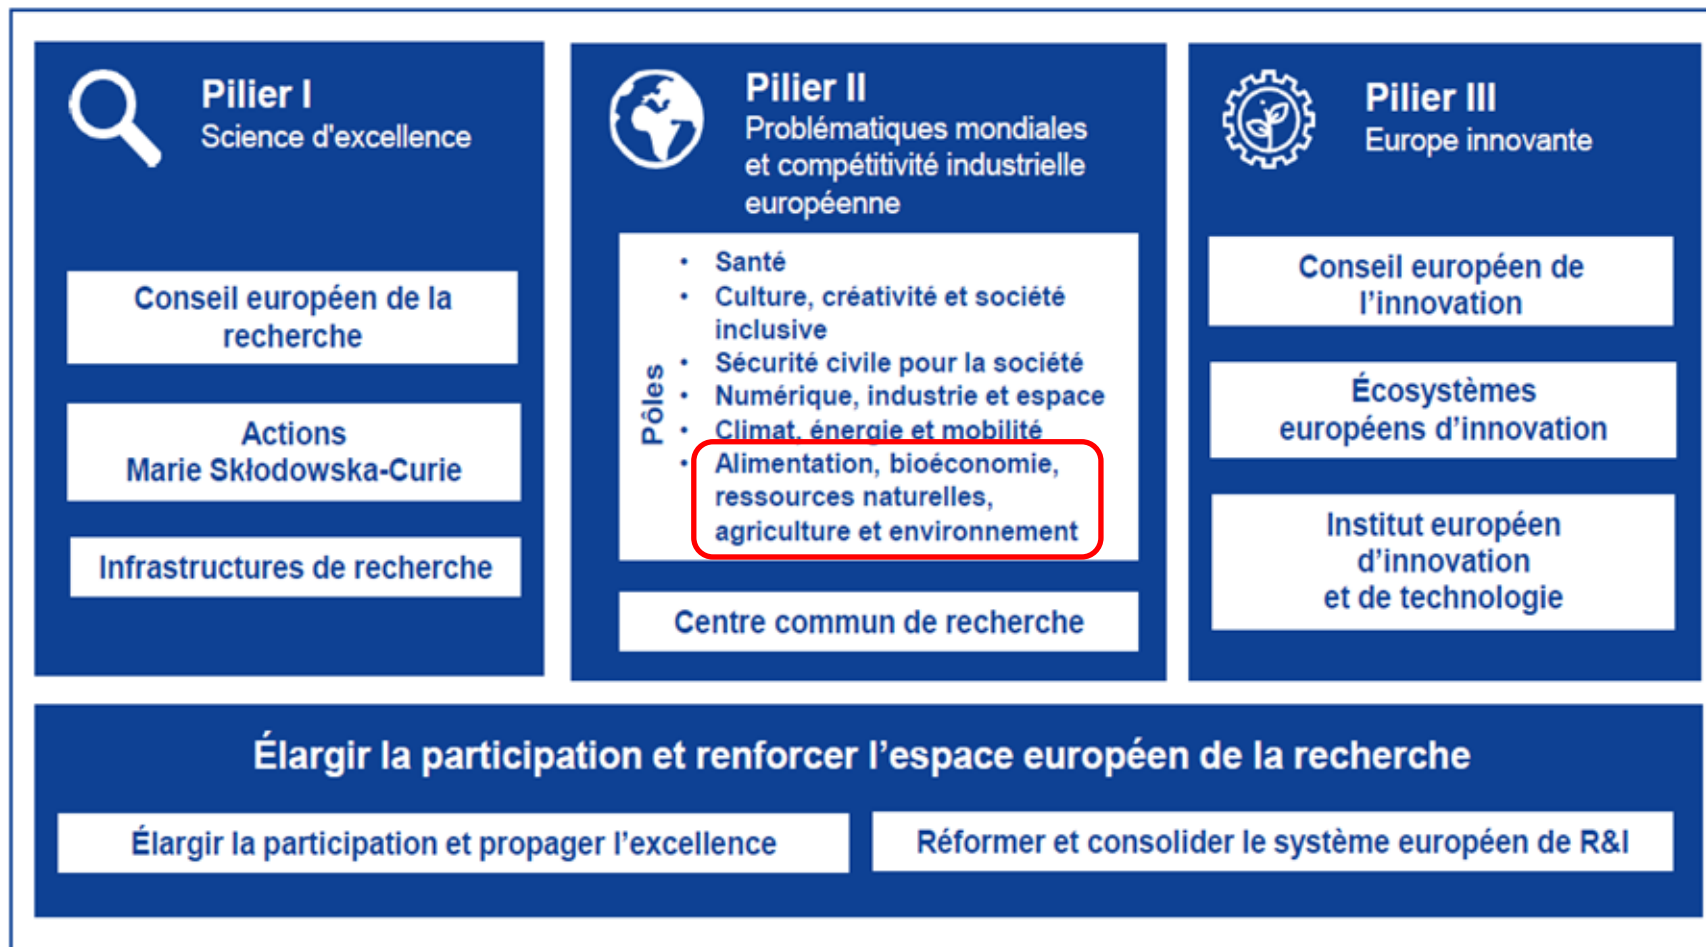 Pilier I
Science d'excellence
Conseil européen de la
recherche
Actions
Marie Skłodowska-Curie
Infrastructures de recherche
Pilier II
Problématiques mondiales
et compétitivité industrielle
européenne
Pôles
• Santé
• Culture, créativité et société
inclusive
• Sécurité civile pour la société
• Numérique, industrie et espace
• Climat, énergie et mobilité
• Alimentation, bioéconomie,
ressources naturelles,
agriculture et environnement
Centre commun de recherche
Pilier III
Europe innovante
Conseil européen de
l’innovation
Écosystèmes
européens d’innovation
Institut européen
d’innovation
et de technologie
Élargir la participation et renforcer l’espace européen de la recherche
Élargir la participation et propager l’excellence
Réformer et consolider le système européen de R&I